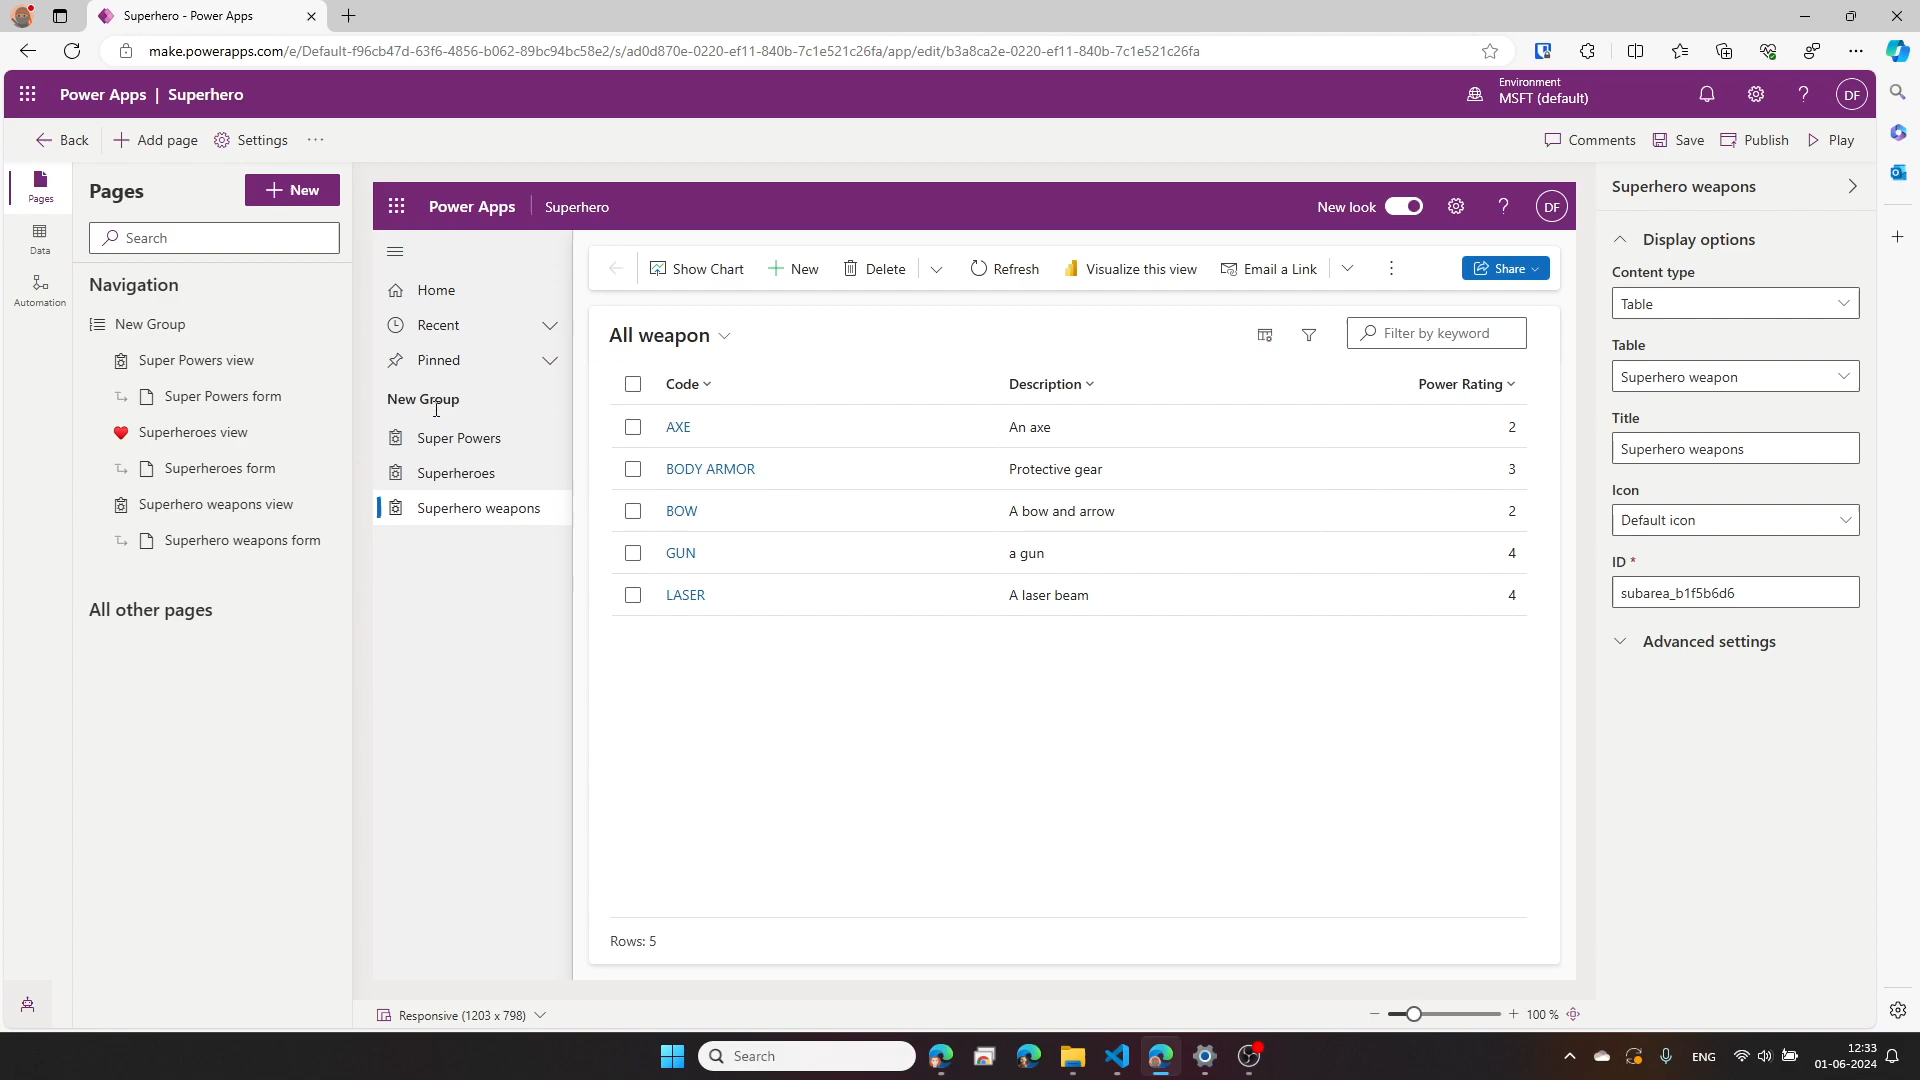 Superhero - Power Apps
make.powerapps.com/e/Default-f96cb47d-63f6-4856-b062-89bc94bc58e2/s/ad0d870e-0220-ef11-840b-7c1e521c26fa/app/edit/b3a8ca2e-0220-ef11-840b-7c1e521c26fa
Power Apps | Superhero
Environment
MSFT (default)
DF
Back
Add page
Settings
Comments
Save
Publish
Play
Pages
Data
Automation
Pages
New
Search
Navigation
New Group
Super Powers view
Super Powers form
Superheroes view
Superheroes form
Superhero weapons view
Superhero weapons form
All other pages
Power Apps
Superhero
New look
DF
Home
Recent
Pinned
New Group
Super Powers
Superheroes
Superhero weapons
Show Chart
New
Delete
Refresh
Visualize this view
Email a Link
Share
All weapon
Filter by keyword
Code Description Power Rating
AXE An axe 2
BODY ARMOR Protective gear 3
BOW A bow and arrow 2
GUN a gun 4
LASER A laser beam 4
Rows: 5
Responsive (1203 x 798)
100 %
Superhero weapons
Display options
Content type
Table
Table
Superhero weapon
Title
Superhero weapons
Icon
Default icon
ID *
subarea_b1f5b6d6
Advanced settings
Search
ENG
12:33
01-06-2024